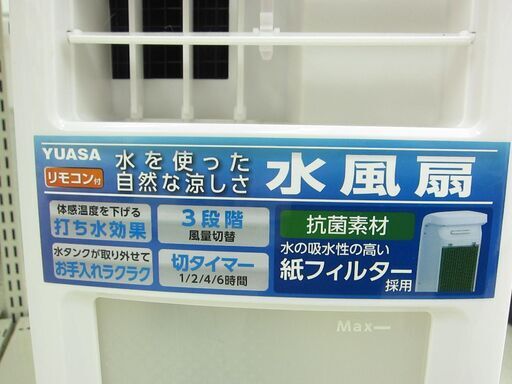 YUASA
リモコン付
水を使った
自然な涼しさ
水風扇
体感温度を下げる
打ち水効果
3段階
風量切替
水タンクが取り外せて
お手入れラクラク
切タイマー
1/2/4/6時間
抗菌素材
水の吸水性の高い
紙フィルター
採用
Max